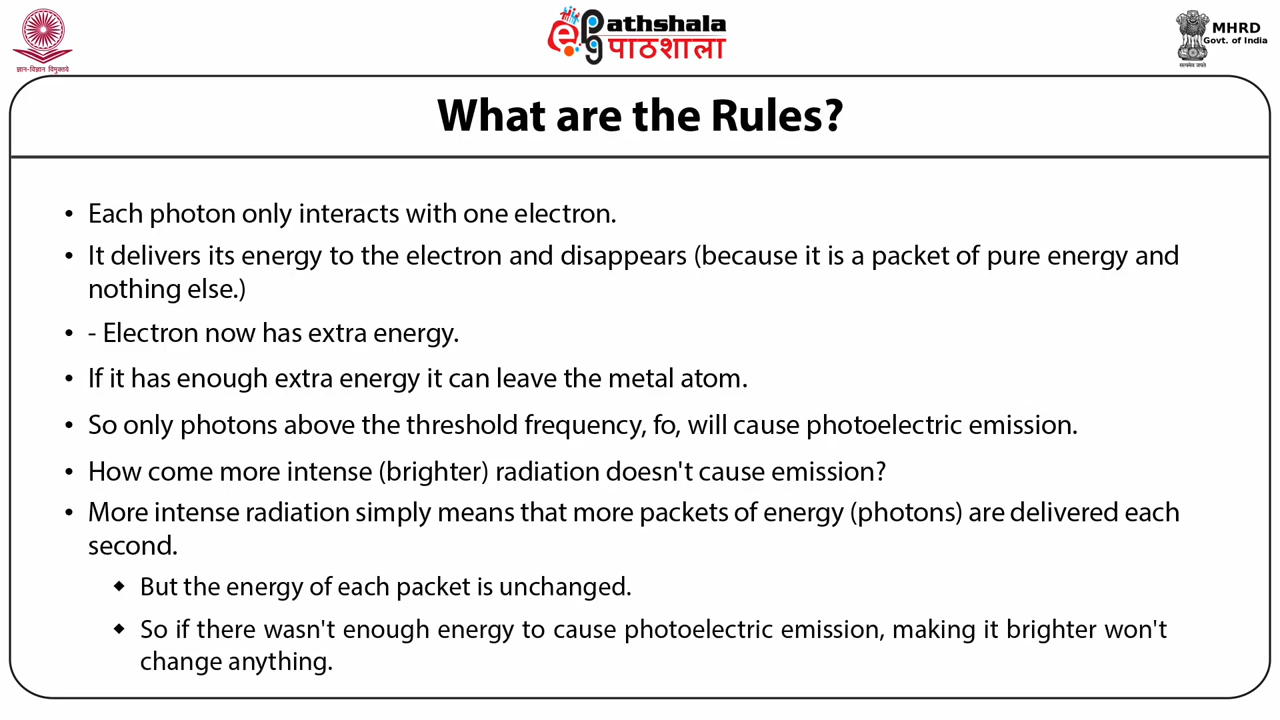 ज्ञान-विज्ञान विमुक्तये
ePathshala
पाठशाला
MHRD
Govt. of India
सत्यमेव जयते
What are the Rules?
• Each photon only interacts with one electron.
• It delivers its energy to the electron and disappears (because it is a packet of pure energy and
nothing else.)
• - Electron now has extra energy.
• If it has enough extra energy it can leave the metal atom.
• So only photons above the threshold frequency, fo, will cause photoelectric emission.
• How come more intense (brighter) radiation doesn't cause emission?
• More intense radiation simply means that more packets of energy (photons) are delivered each
second.
◆ But the energy of each packet is unchanged.
◆ So if there wasn't enough energy to cause photoelectric emission, making it brighter won't
change anything.